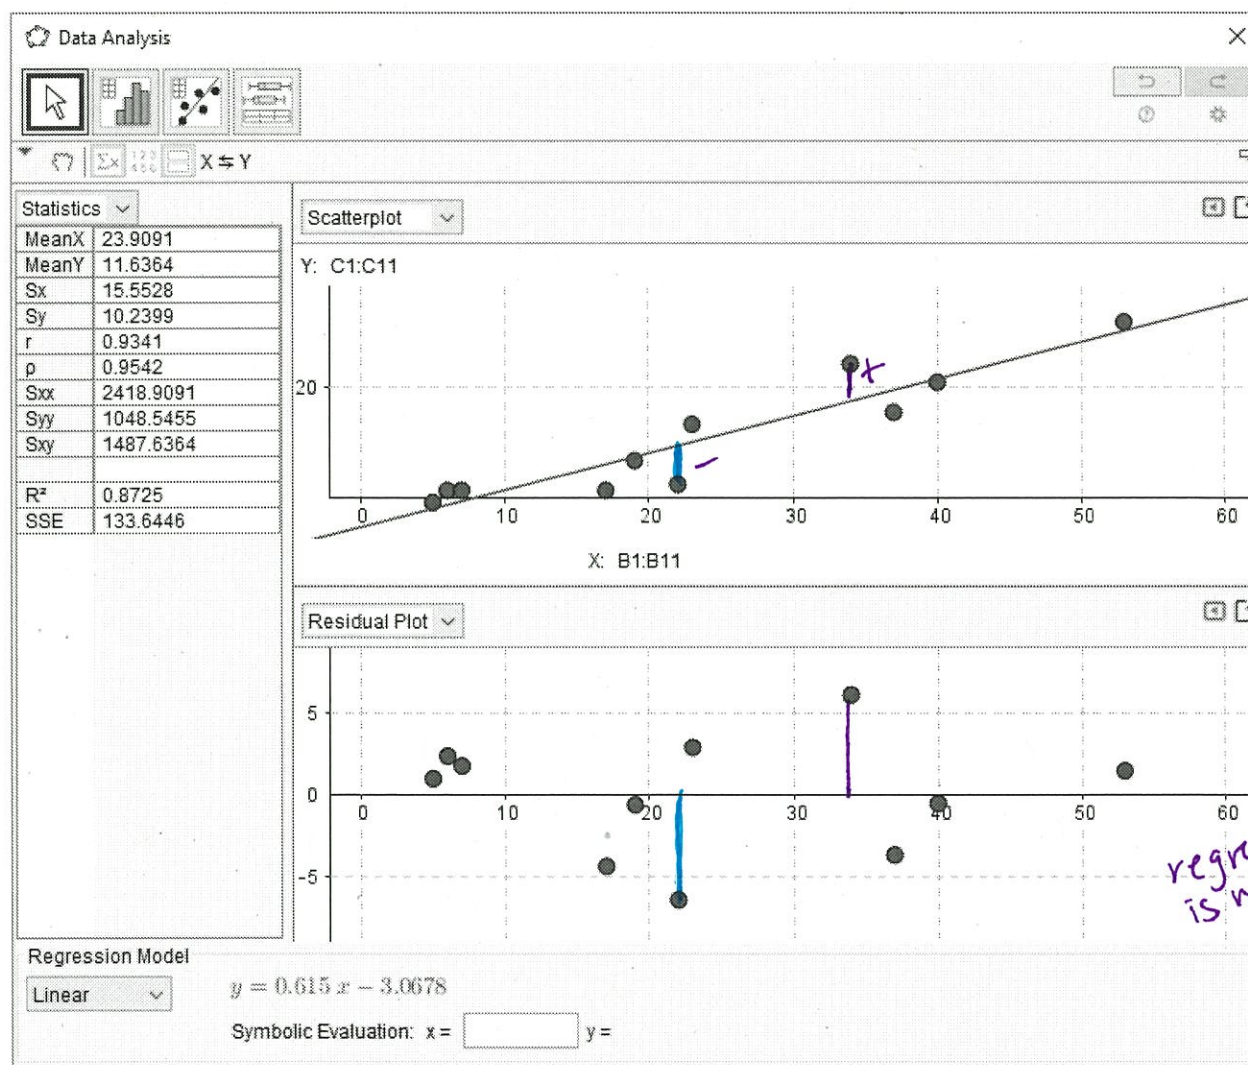 Data Analysis
Σx
X ⇆ Y
Statistics
MeanX 23.9091
MeanY 11.6364
Sx 15.5528
Sy 10.2399
r 0.9341
ρ 0.9542
Sxx 2418.9091
Syy 1048.5455
Sxy 1487.6364
R² 0.8725
SSE 133.6446
Scatterplot
Y: C1:C11
20
+
−
0 10 20 30 40 50 60
X: B1:B11
Residual Plot
5
0
0 10 20 30 40 50 60
-5
is
Regression Model
Linear
y = 0.615 x − 3.0678
Symbolic Evaluation: x = y =